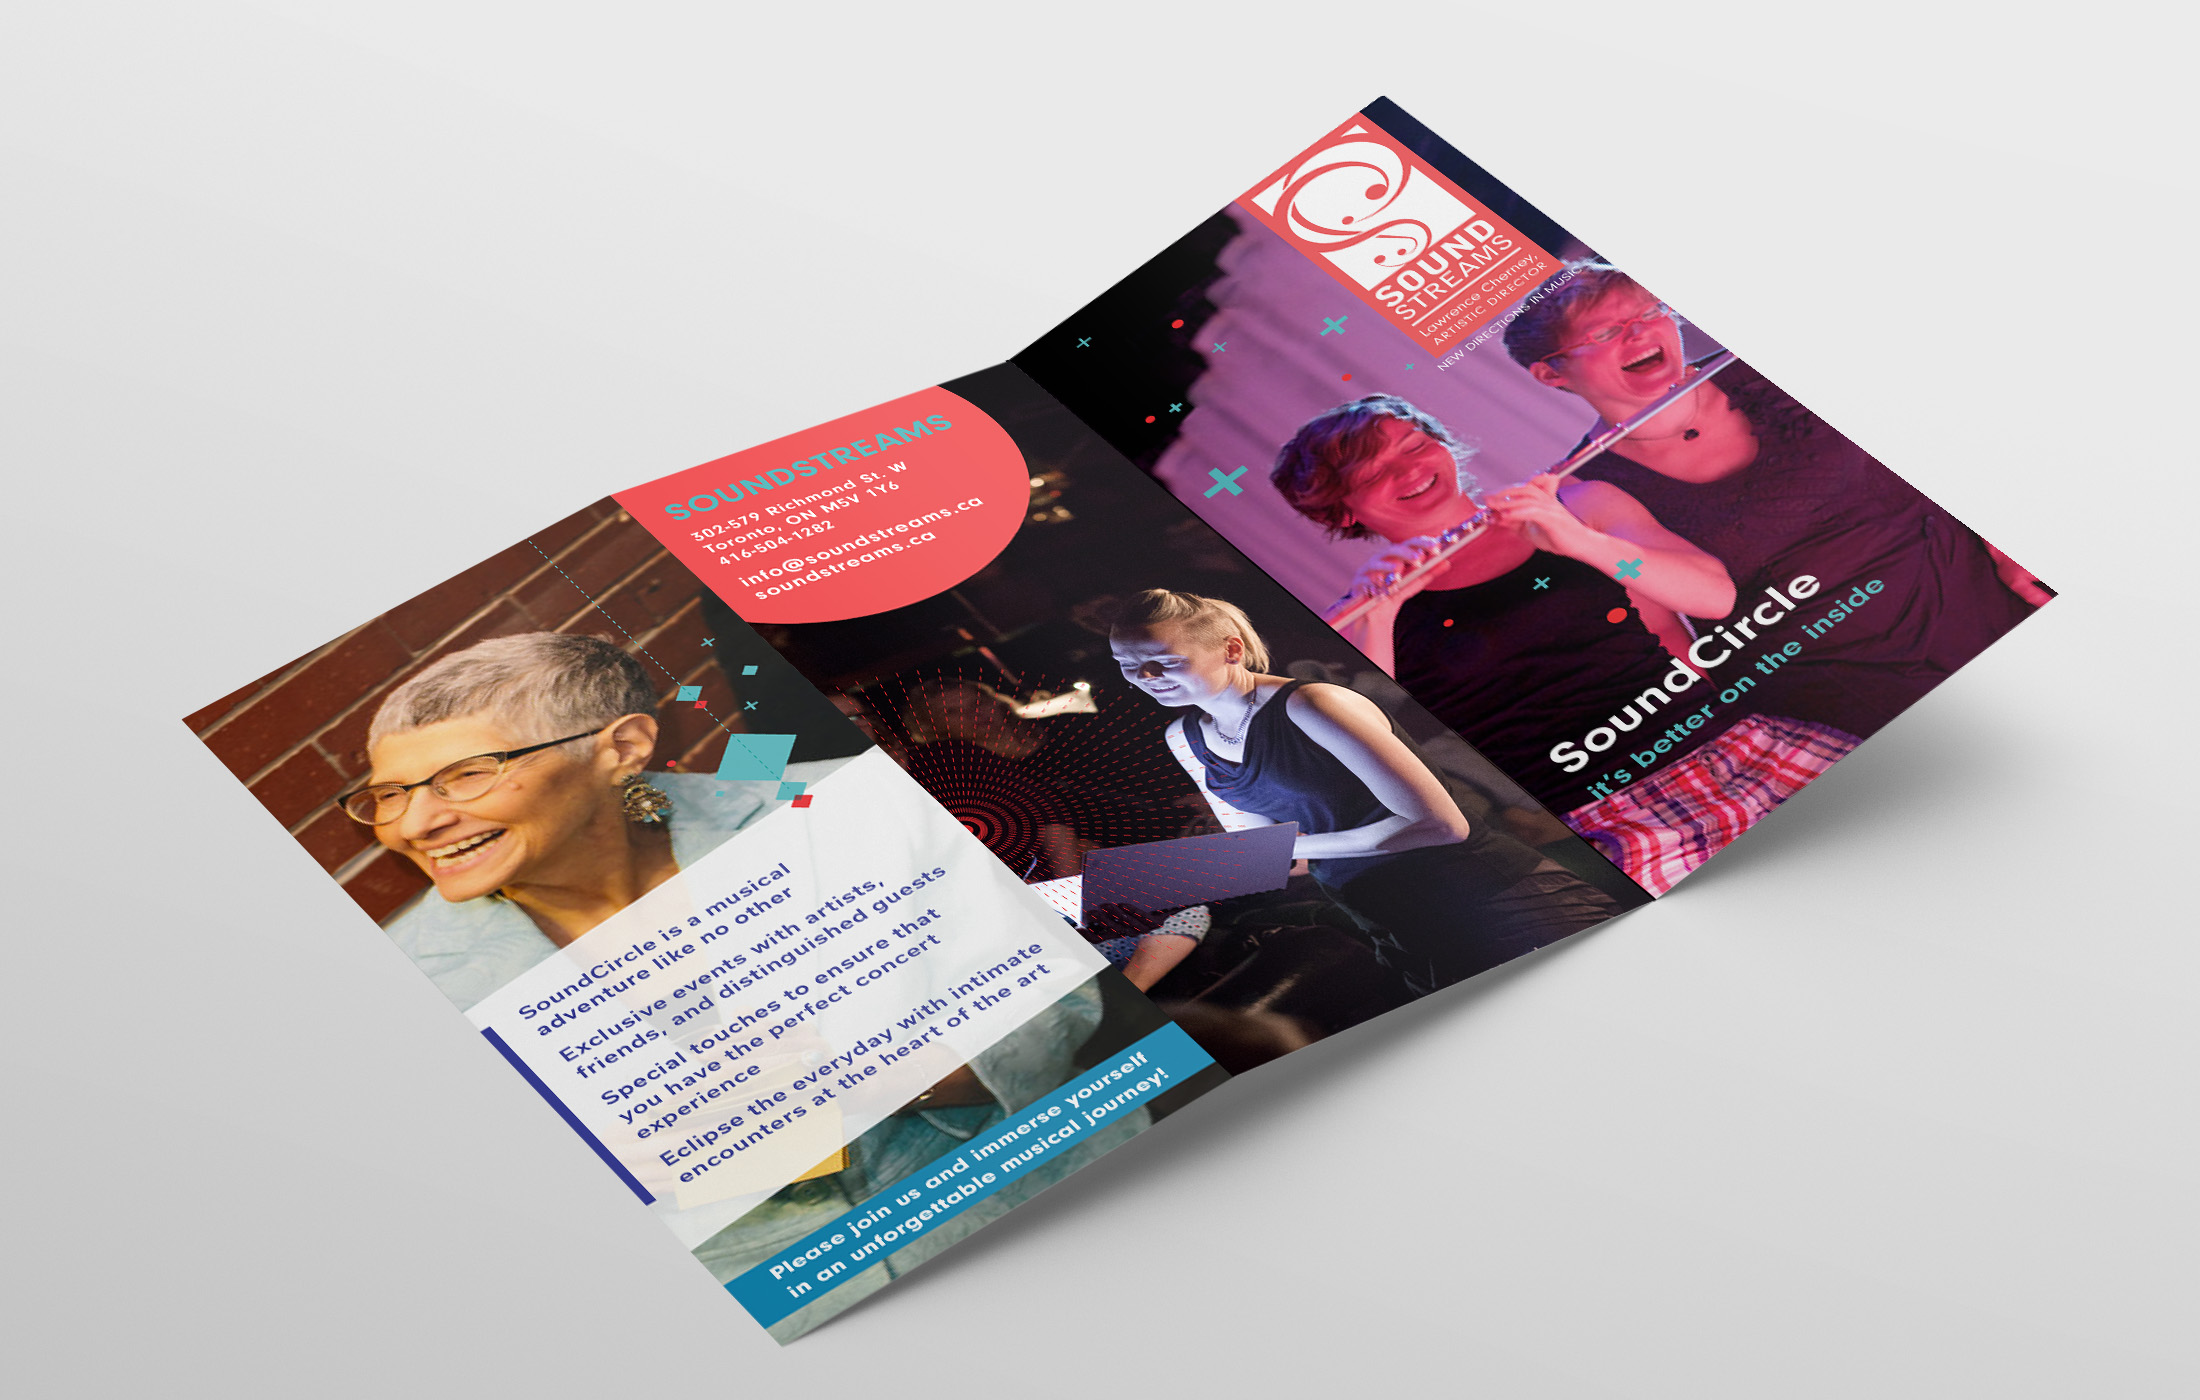 SoundCircle is a musical
adventure like no other
Exclusive events with artists,
friends, and distinguished guests
Special touches to ensure that
you have the perfect concert
experience
Eclipse the everyday with intimate
encounters at the heart of the art
Please join us and immerse yourself
in an unforgettable musical journey!
SOUNDSTREAMS
302-579 Richmond St. W
Toronto, ON M5V 1Y6
416-504-1282
info@soundstreams.ca
soundstreams.ca
SOUND
STREAMS
Lawrence Cherney,
ARTISTIC DIRECTOR
NEW DIRECTIONS IN MUSIC
SoundCircle
it's better on the inside